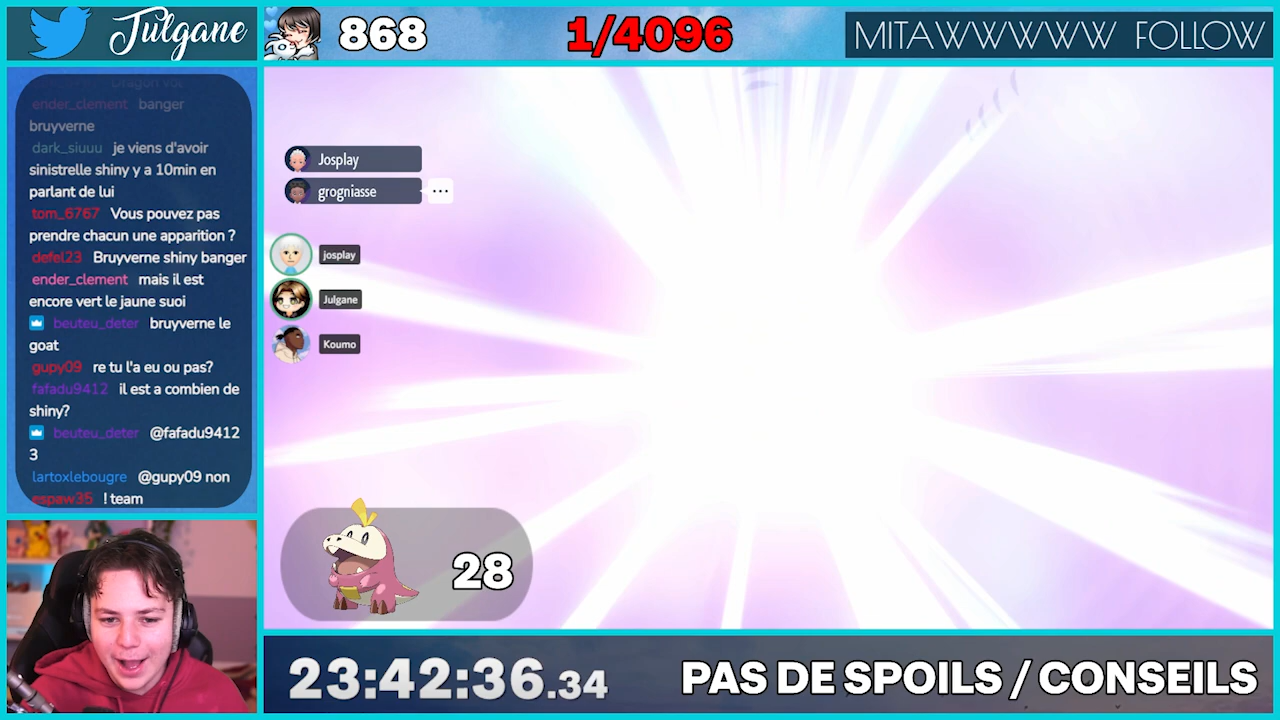 Julgane
868
1/4096
MITAWWWWW FOLLOW
Dragon vol
ender_clement banger
bruyverne
dark_siuuu je viens d'avoir
sinistrelle shiny y a 10min en
parlant de lui
tom_6767 Vous pouvez pas
prendre chacun une apparition ?
defel23 Bruyverne shiny banger
ender_clement mais il est
encore vert le jaune suoi
beuteu_deter bruyverne le
goat
gupy09 re tu l'a eu ou pas?
fafadu9412 il est a combien de
shiny?
beuteu_deter @fafadu9412
3
lartoxlebougre @gupy09 non
espaw35 ! team
Josplay
grogniasse
...
josplay
Julgane
Koumo
28
23:42:36.34
PAS DE SPOILS / CONSEILS